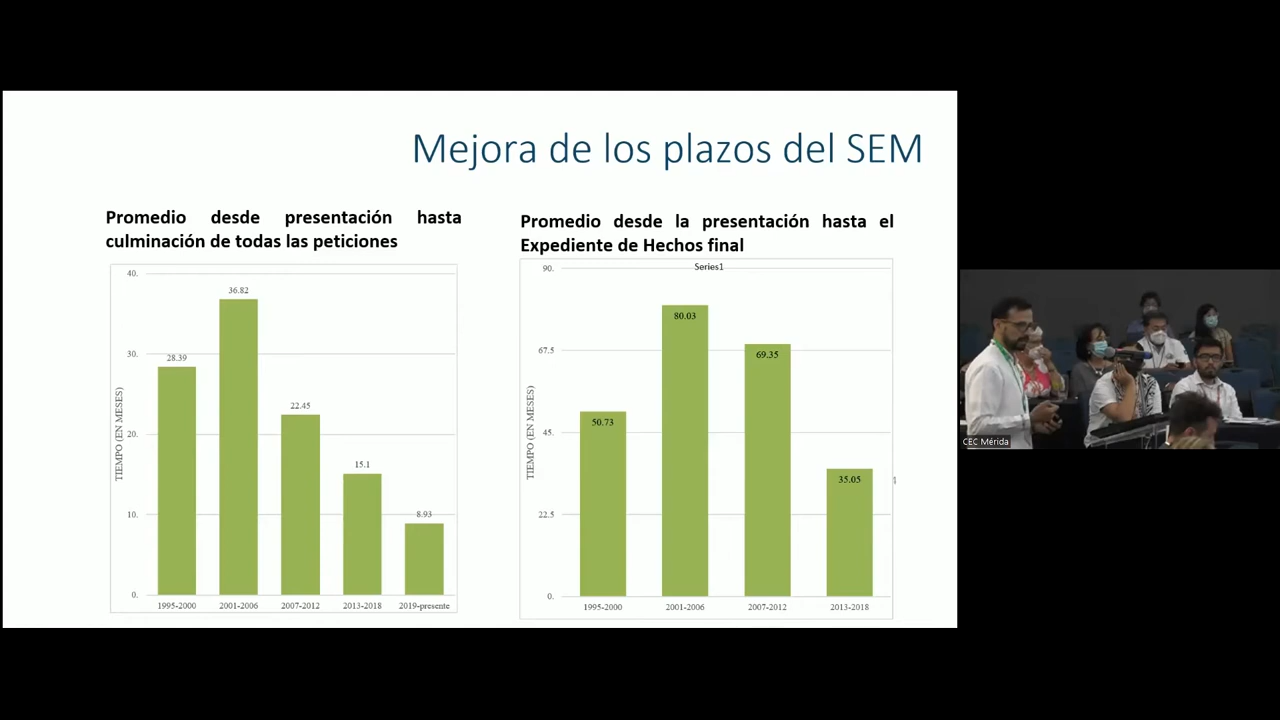 Mejora de los plazos del SEM
Promedio desde presentación hasta
culminación de todas las peticiones
40.
30.
20.
10.
0.
TIEMPO (EN MESES)
28.39
36.82
22.45
15.1
8.93
1995-2000
2001-2006
2007-2012
2013-2018
2019-presente
Promedio desde la presentación hasta el
Expediente de Hechos final
Series1
90.
67.5
45.
22.5
0.
TIEMPO (EN MESES)
50.73
80.03
69.35
35.05
1995-2000
2001-2006
2007-2012
2013-2018
CEC Mérida